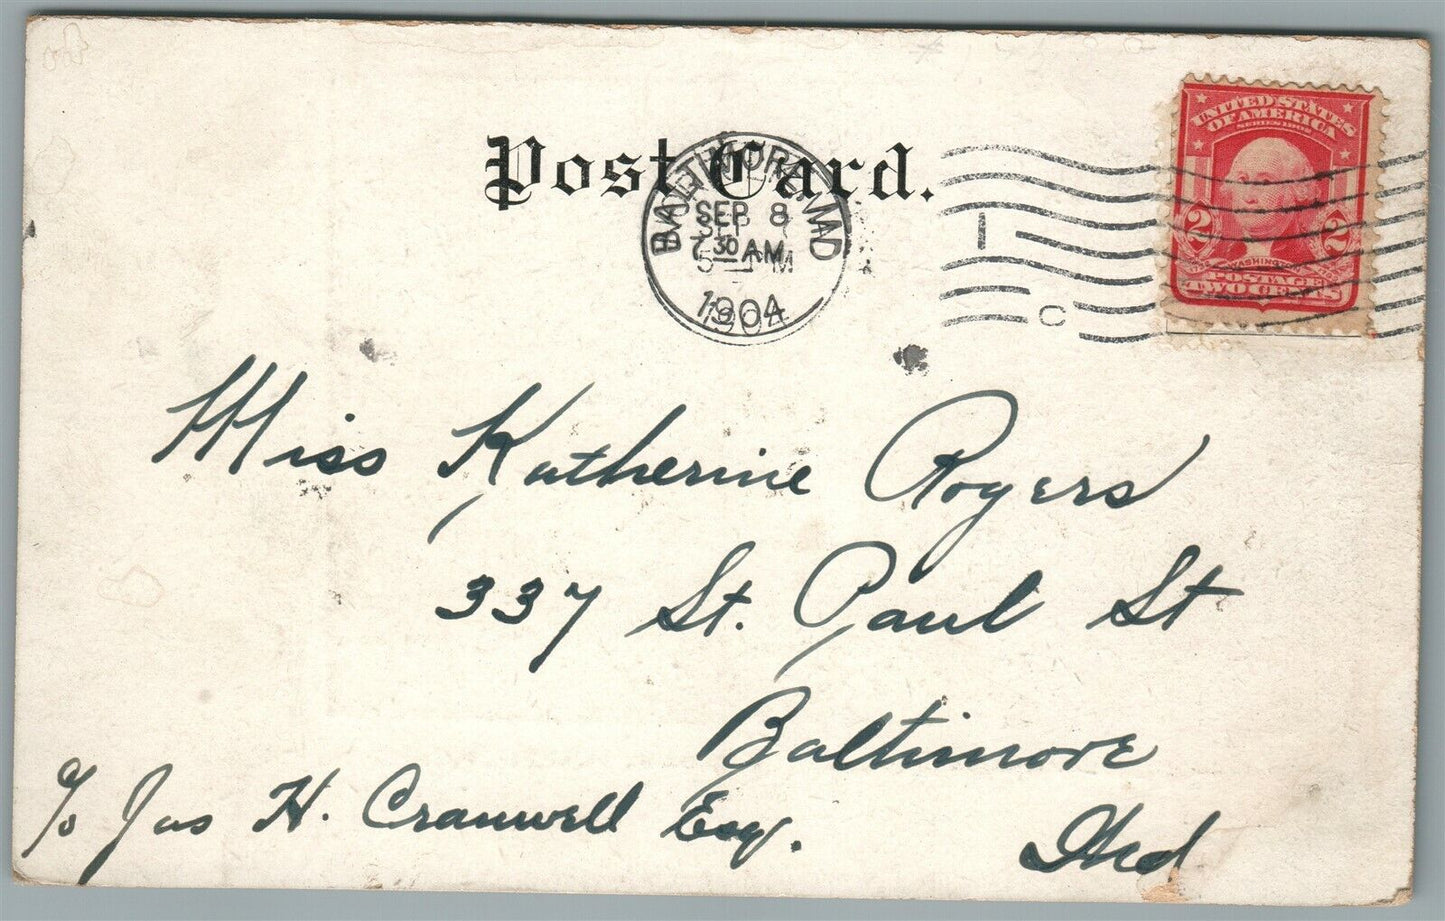 Post Card.
BALTIMORE, MD
SEP 8
7 30 AM
1904
1
C
UNITED STATES
OF AMERICA
SERIES 1902
2 2
WASHINGTON
POSTAGE
TWO CENTS
Miss Katherine Rogers
337 St. Paul St
Baltimore
Md
c/o Jas H. Cranwell Esq.